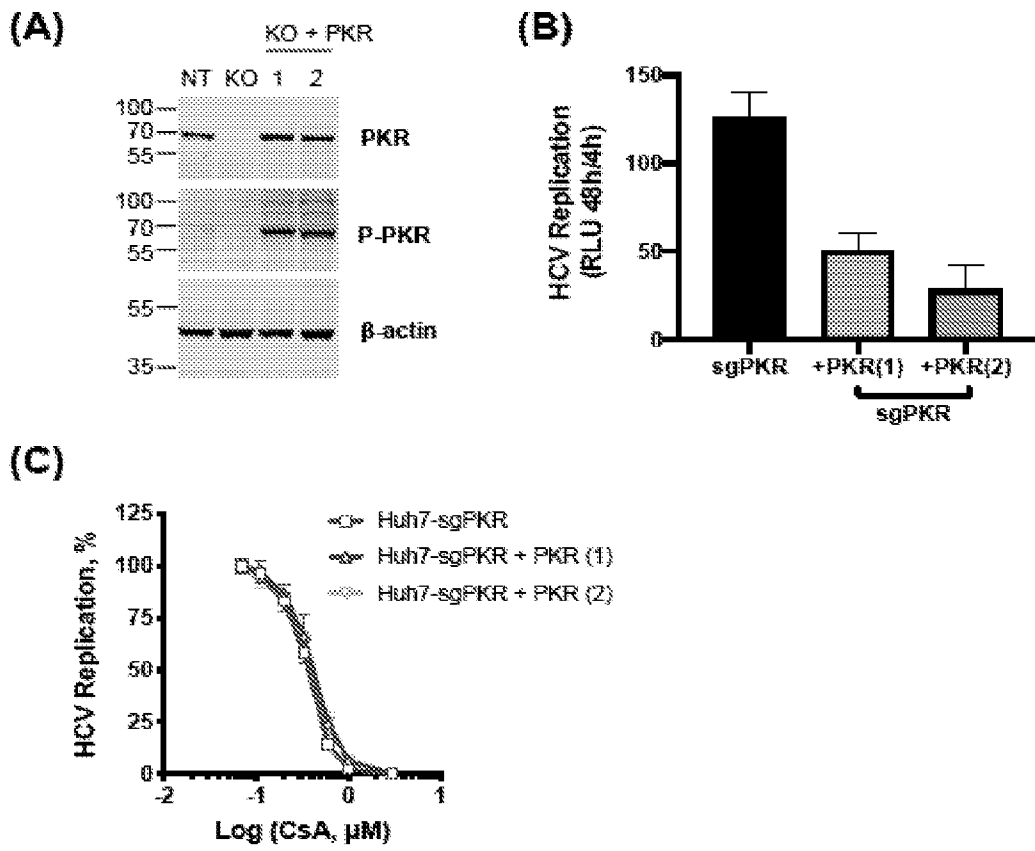 (A)
KO + PKR
NT KO 1 2
100
70
55
PKR
100
70
55
P-PKR
55
35
β-actin
(B)
HCV Replication
(RLU 48h/4h)
150
100
50
0
sgPKR +PKR(1) +PKR(2)
sgPKR
(C)
HCV Replication, %
125
100
75
50
25
0
-2 -1 0 1
Log (CsA, µM)
Huh7-sgPKR
Huh7-sgPKR + PKR (1)
Huh7-sgPKR + PKR (2)